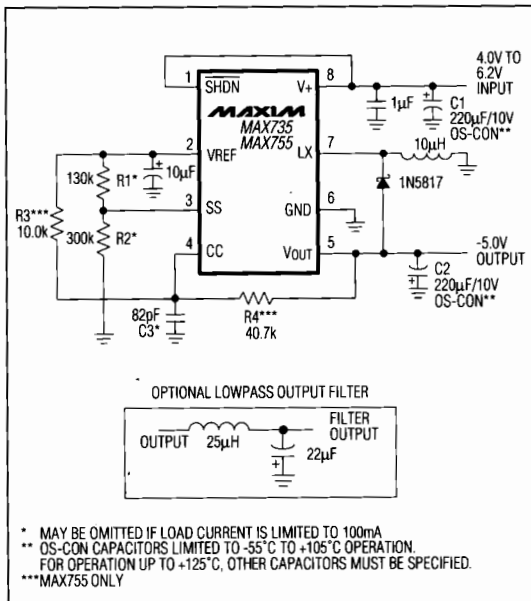 4.0V TO
6.2V
INPUT
1
SHDN
V+
8
1µF
+
C1
220µF/10V
OS-CON**
MAXIM
MAX735
MAX755
LX
7
10µH
2
VREF
+
10µF
130k
R1*
1N5817
3
SS
GND
6
R3***
10.0k
300k
R2*
4
CC
VOUT
5
-5.0V
OUTPUT
+
C2
220µF/10V
OS-CON**
82pF
C3*
R4***
40.7k
OPTIONAL LOWPASS OUTPUT FILTER
OUTPUT
25µH
FILTER
OUTPUT
22µF
+
* MAY BE OMITTED IF LOAD CURRENT IS LIMITED TO 100mA
** OS-CON CAPACITORS LIMITED TO -55°C TO +105°C OPERATION.
FOR OPERATION UP TO +125°C, OTHER CAPACITORS MUST BE SPECIFIED.
***MAX755 ONLY